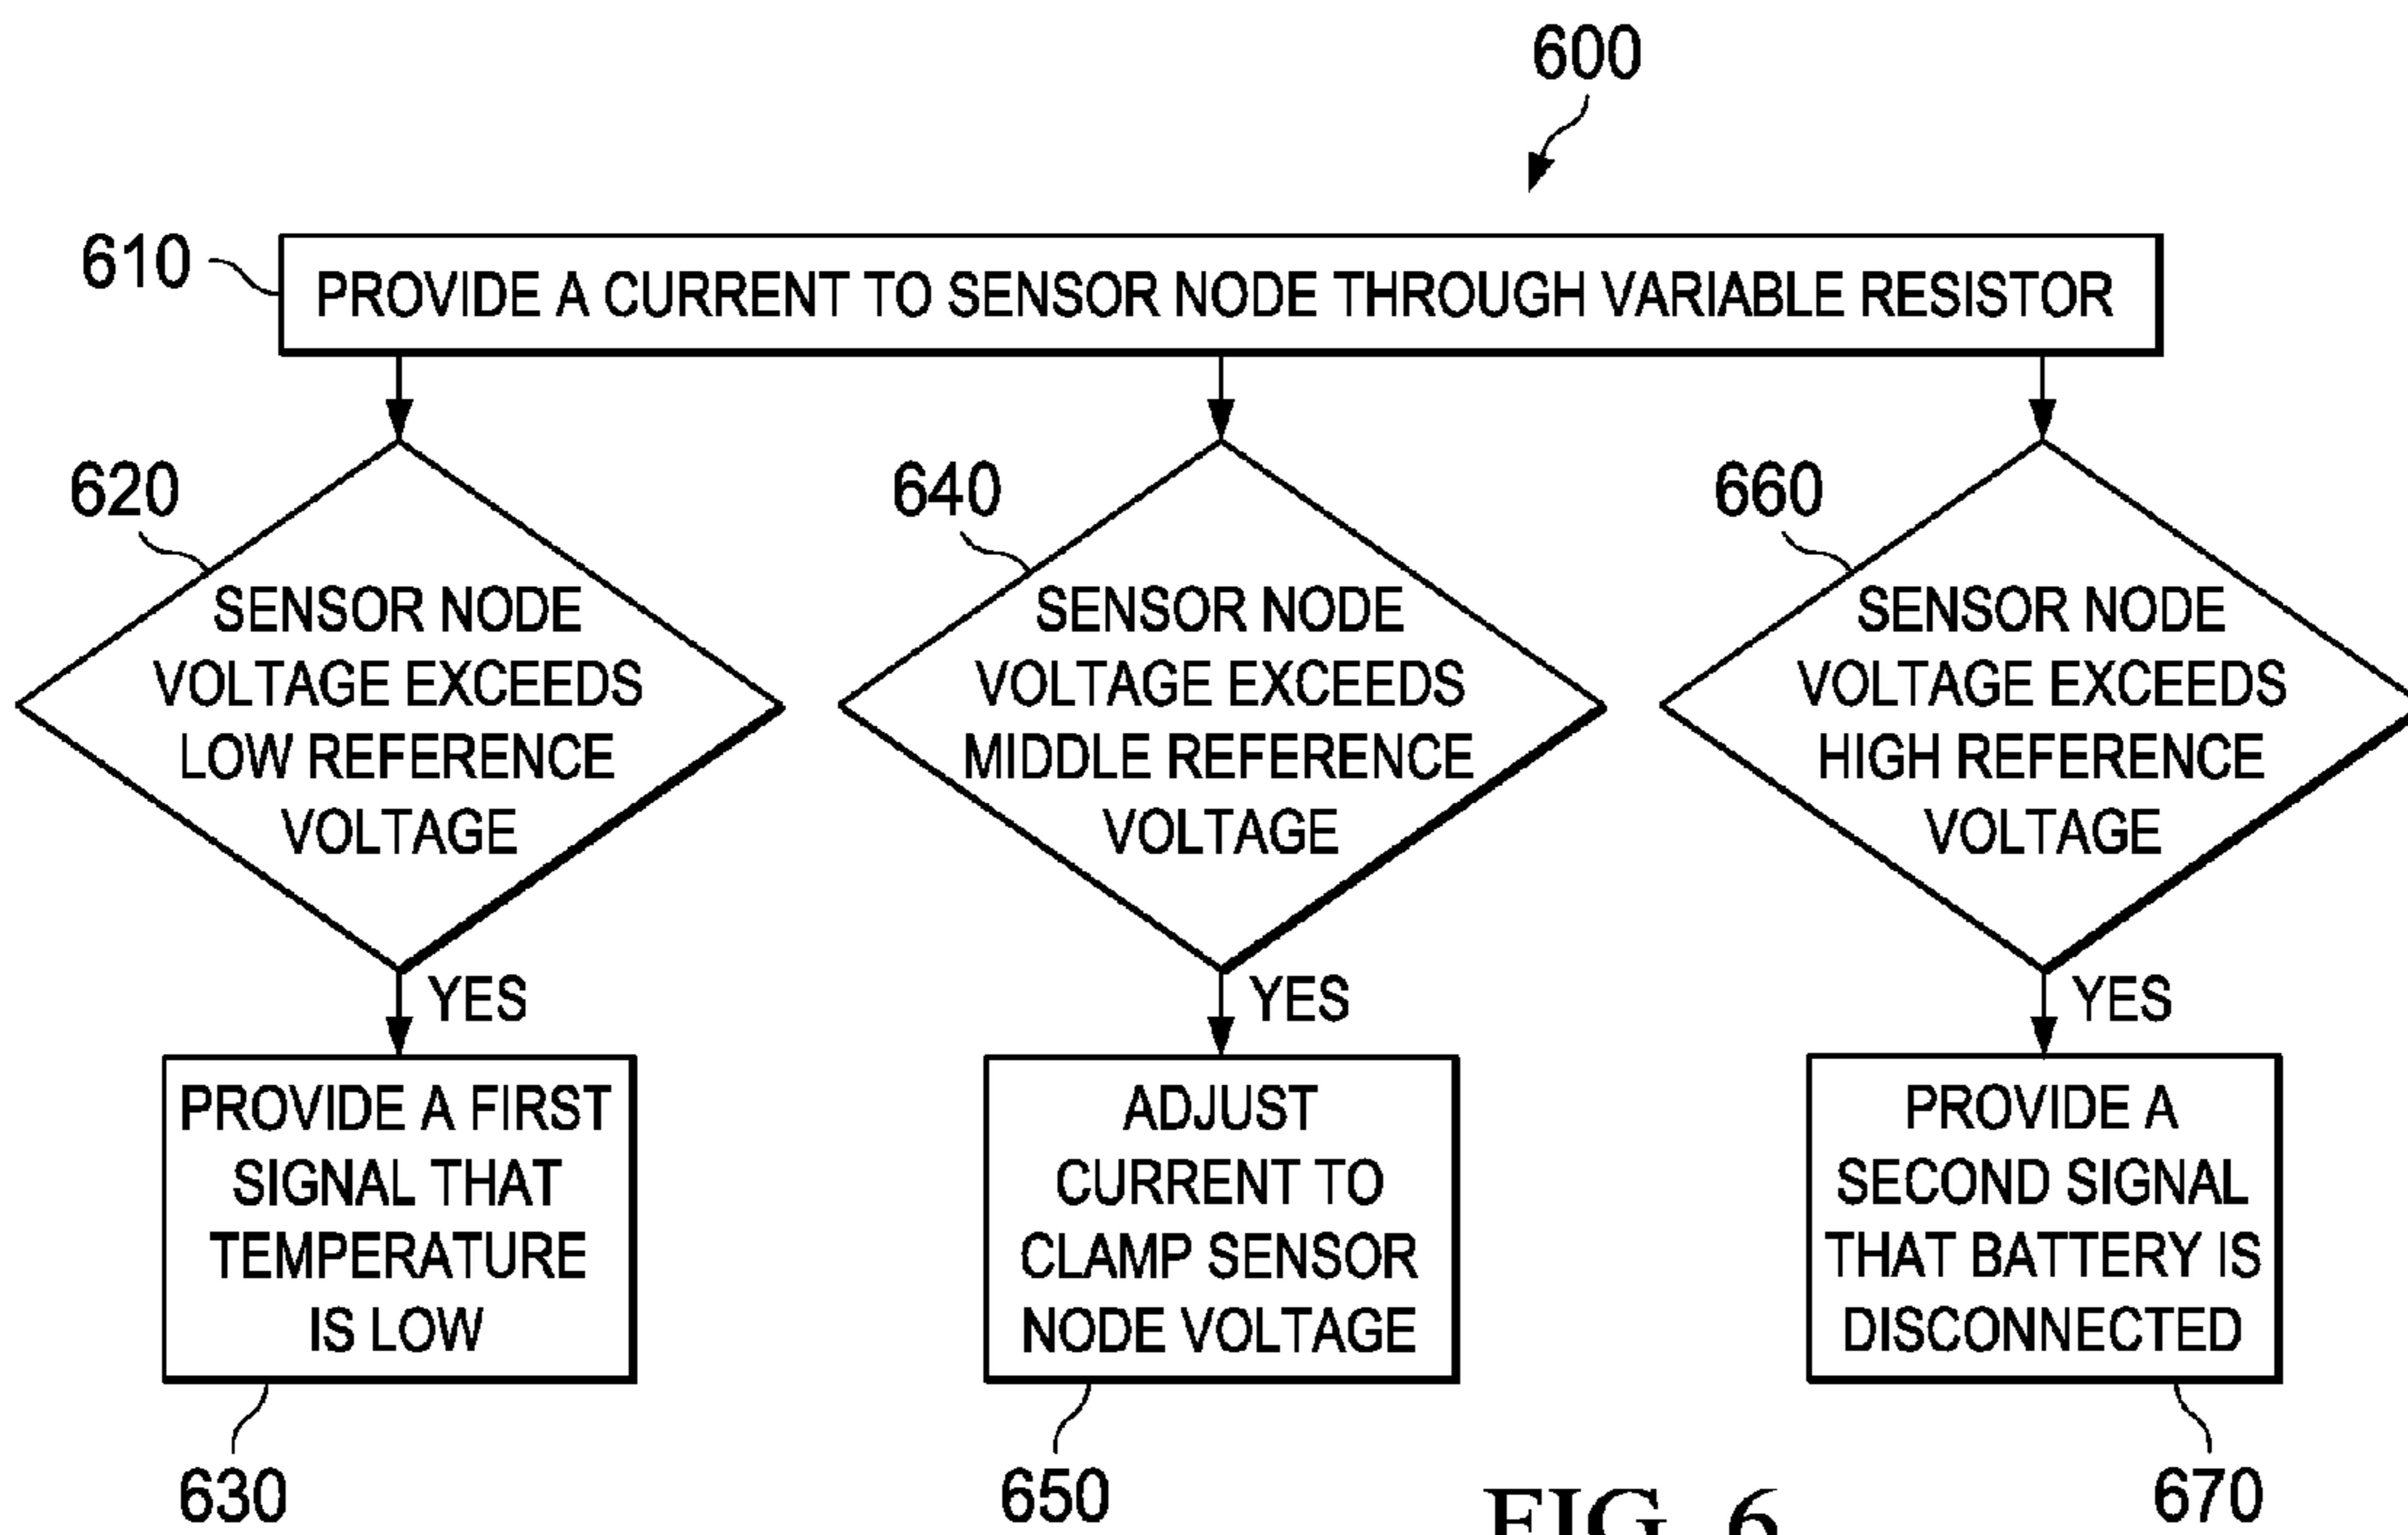 600
610
PROVIDE A CURRENT TO SENSOR NODE THROUGH VARIABLE RESISTOR
620
SENSOR NODE
VOLTAGE EXCEEDS
LOW REFERENCE
VOLTAGE
YES
PROVIDE A FIRST
SIGNAL THAT
TEMPERATURE
IS LOW
630
640
SENSOR NODE
VOLTAGE EXCEEDS
MIDDLE REFERENCE
VOLTAGE
YES
ADJUST
CURRENT TO
CLAMP SENSOR
NODE VOLTAGE
650
660
SENSOR NODE
VOLTAGE EXCEEDS
HIGH REFERENCE
VOLTAGE
YES
PROVIDE A
SECOND SIGNAL
THAT BATTERY IS
DISCONNECTED
670
FIG. 6